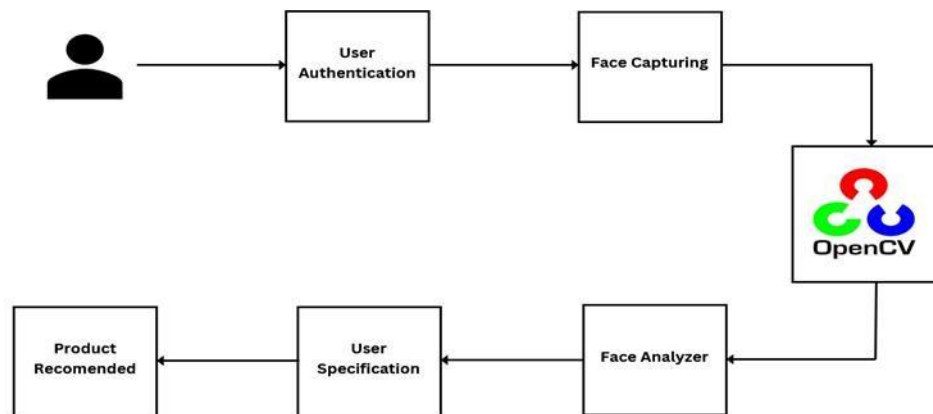 User
Authentication
Face Capturing
OpenCV
Face Analyzer
User
Specification
Product
Recomended